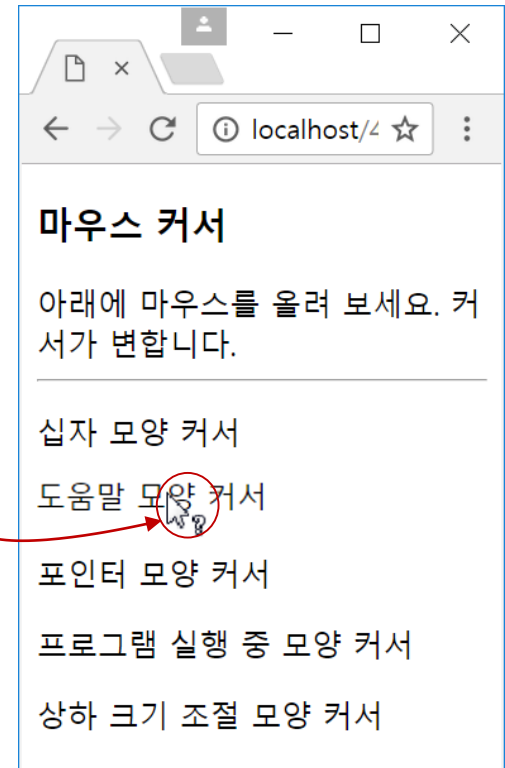 localhost/4
마우스 커서
아래에 마우스를 올려 보세요. 커
서가 변합니다.
십자 모양 커서
도움말 모양 커서
포인터 모양 커서
프로그램 실행 중 모양 커서
상하 크기 조절 모양 커서